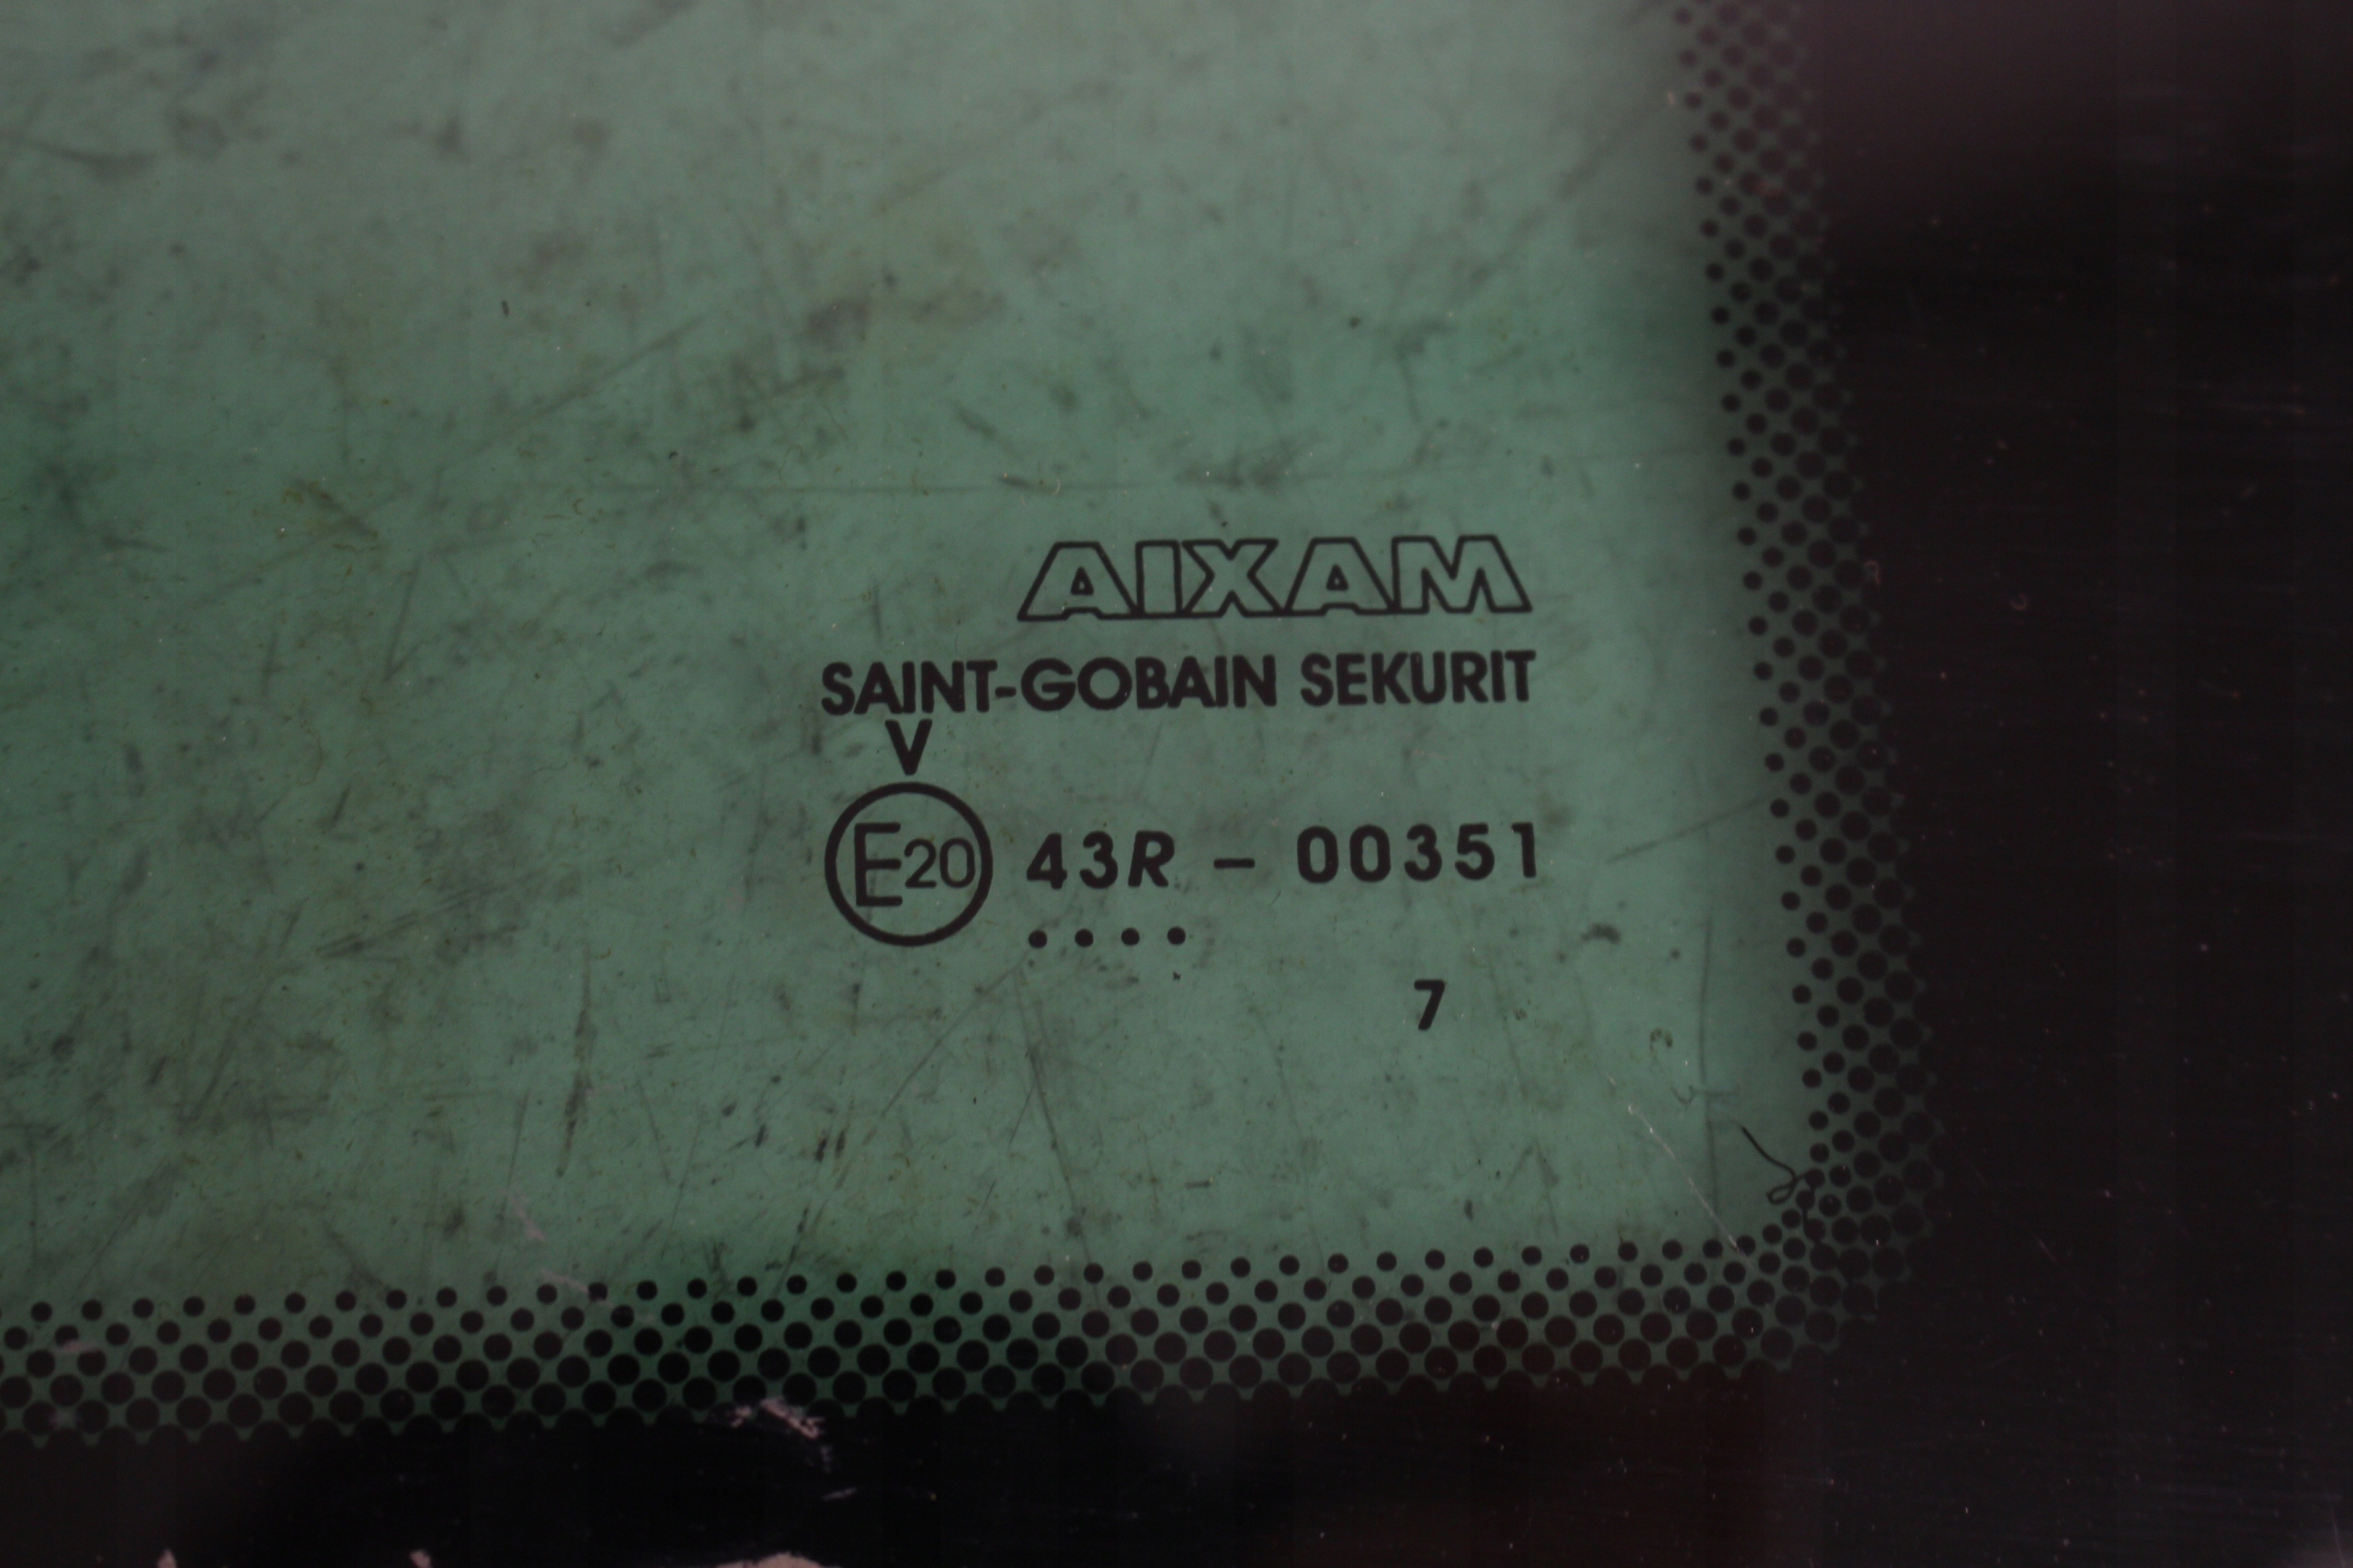 AIXAM
SAINT-GOBAIN SEKURIT
V
E20 43R - 00351
....
7